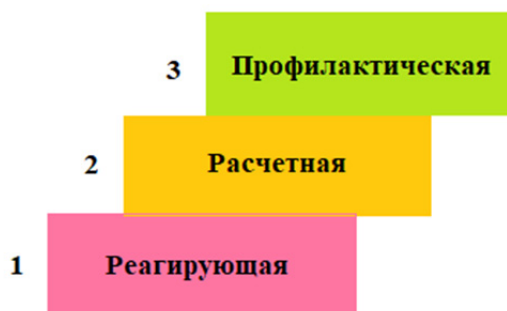 3 Профилактическая
2 Расчетная
1 Реагирующая